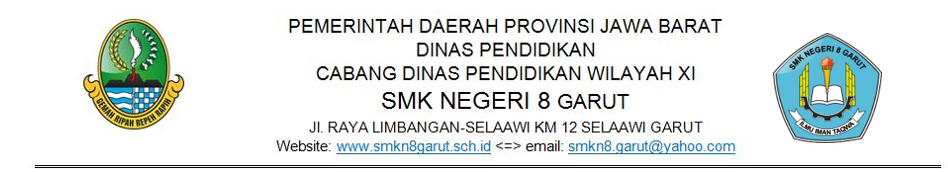 PEMERINTAH DAERAH PROVINSI JAWA BARAT
DINAS PENDIDIKAN
CABANG DINAS PENDIDIKAN WILAYAH XI
SMK NEGERI 8 GARUT
Jl. RAYA LIMBANGAN-SELAAWI KM 12 SELAAWI GARUT
Website: www.smkn8garut.sch.id <=> email: smkn8.garut@yahoo.com
GEMAH RIPAH REPEH RAPIH
SMK NEGERI 8 GARUT
ILMU IMAN TAQWA